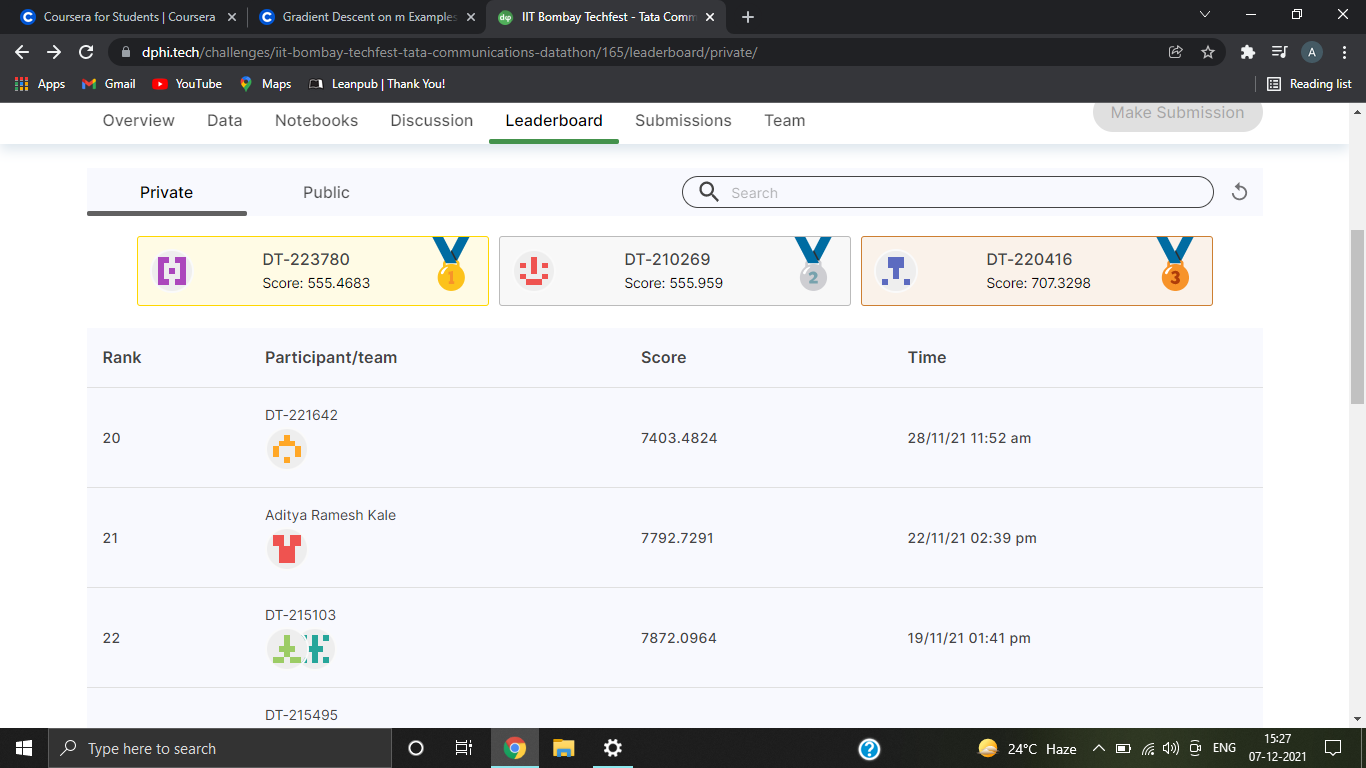 Coursera for Students | Coursera
Gradient Descent on m Examples
IIT Bombay Techfest - Tata Comm
dphi.tech/challenges/iit-bombay-techfest-tata-communications-datathon/165/leaderboard/private/
A
Apps Gmail YouTube Maps Leanpub | Thank You! Reading list
Overview Data Notebooks Discussion Leaderboard Submissions Team Make Submission
Private Public Search
DT-223780 1 DT-210269 2 DT-220416 3
Score: 555.4683 Score: 555.959 Score: 707.3298
Rank Participant/team Score Time
DT-221642
20 7403.4824 28/11/21 11:52 am
Aditya Ramesh Kale
21 7792.7291 22/11/21 02:39 pm
DT-215103
22 7872.0964 19/11/21 01:41 pm
DT-215495
Type here to search 24°C Haze ENG 15:27
07-12-2021